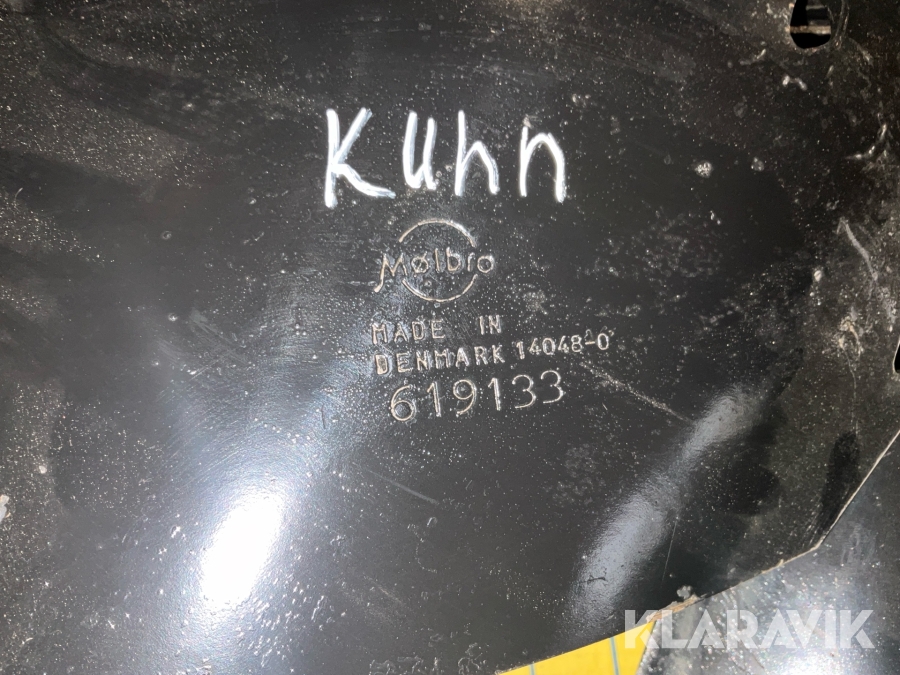 Kuhn
Mølbro
MADE IN
DENMARK 14048-0
619133
KLARAVIK